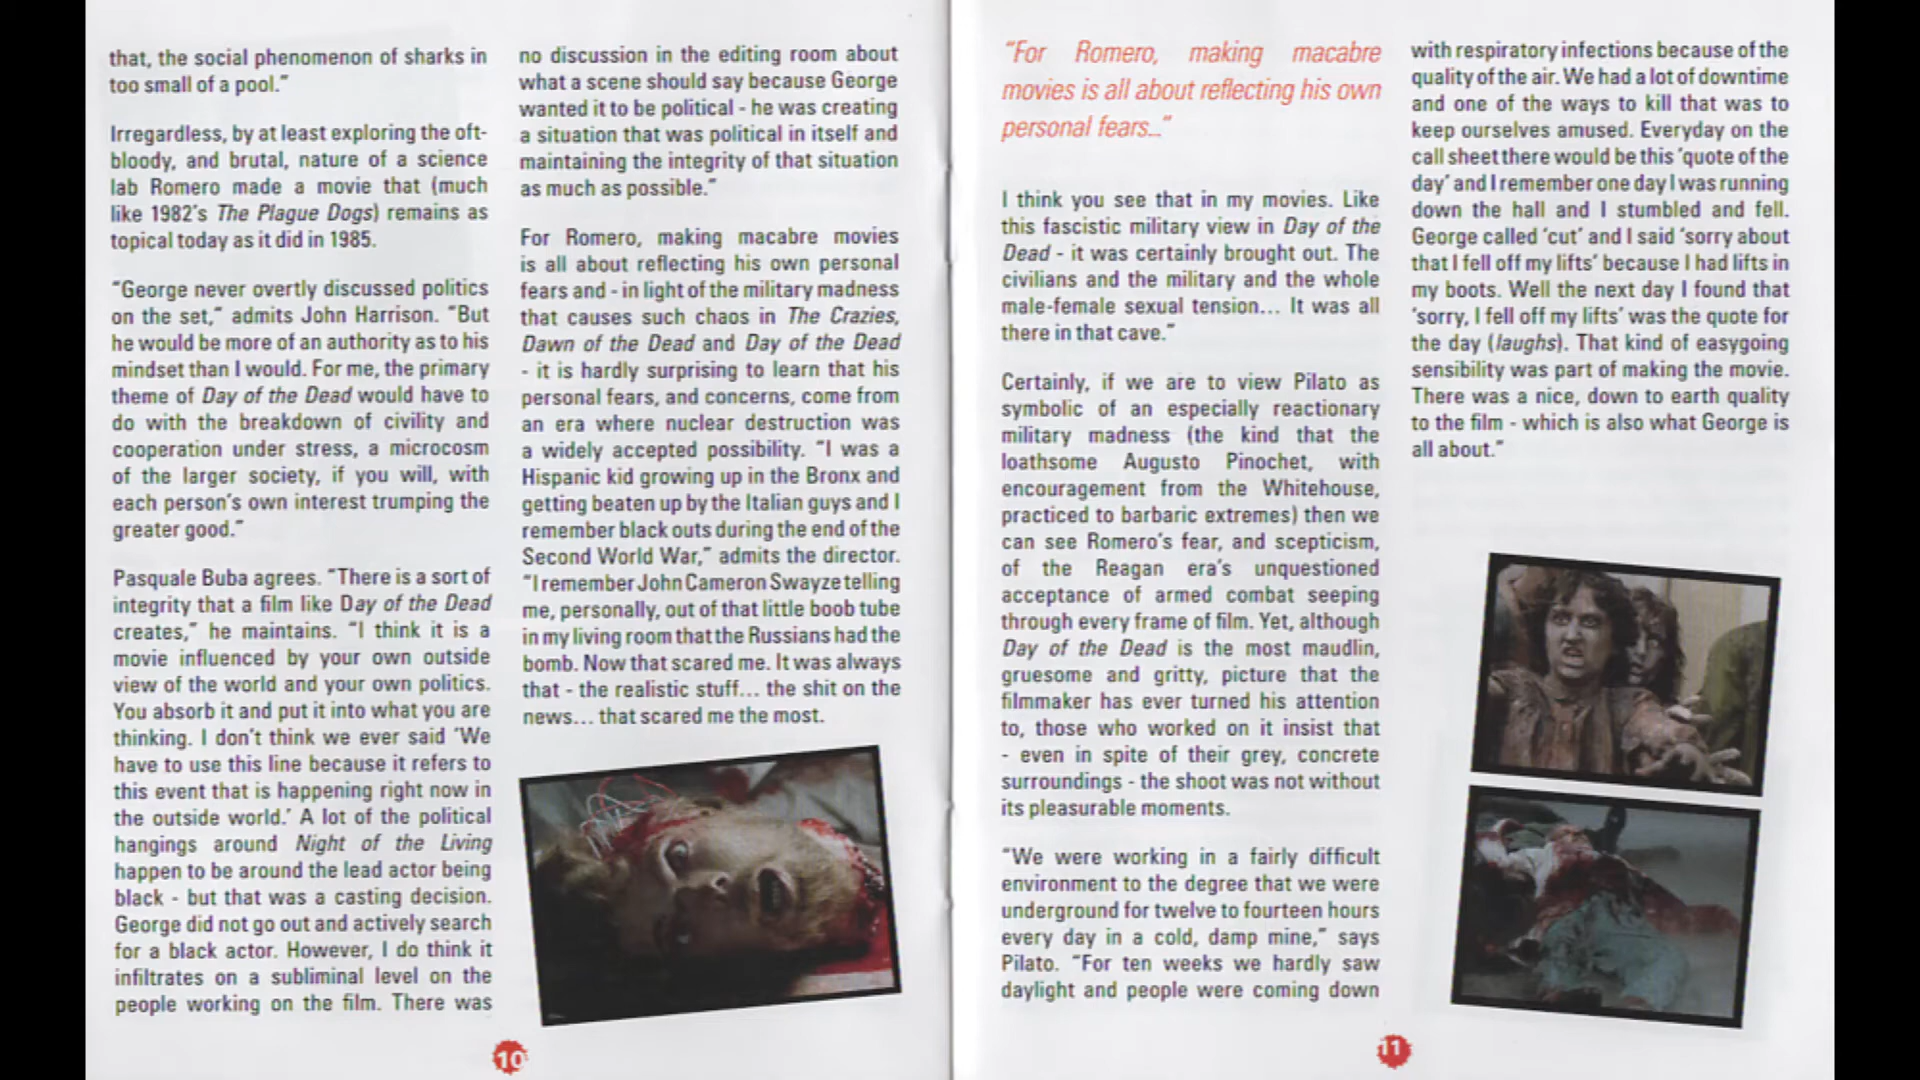 that, the social phenomenon of sharks in
too small of a pool."
Irregardless, by at least exploring the oft-
bloody, and brutal, nature of a science
lab Romero made a movie that (much
like 1982's The Plague Dogs) remains as
topical today as it did in 1985.
"George never overtly discussed politics
on the set," admits John Harrison. "But
he would be more of an authority as to his
mindset than I would. For me, the primary
theme of Day of the Dead would have to
do with the breakdown of civility and
cooperation under stress, a microcosm
of the larger society, if you will, with
each person's own interest trumping the
greater good."
Pasquale Buba agrees. "There is a sort of
integrity that a film like Day of the Dead
creates," he maintains. "I think it is a
movie influenced by your own outside
view of the world and your own politics.
You absorb it and put it into what you are
thinking. I don't think we ever said 'We
have to use this line because it refers to
this event that is happening right now in
the outside world.' A lot of the political
hangings around Night of the Living
happen to be around the lead actor being
black - but that was a casting decision.
George did not go out and actively search
for a black actor. However, I do think it
infiltrates on a subliminal level on the
people working on the film. There was
no discussion in the editing room about
what a scene should say because George
wanted it to be political - he was creating
a situation that was political in itself and
maintaining the integrity of that situation
as much as possible."
For Romero, making macabre movies
is all about reflecting his own personal
fears and - in light of the military madness
that causes such chaos in The Crazies,
Dawn of the Dead and Day of the Dead
- it is hardly surprising to learn that his
personal fears, and concerns, come from
an era where nuclear destruction was
a widely accepted possibility. "I was a
Hispanic kid growing up in the Bronx and
getting beaten up by the Italian guys and I
remember black outs during the end of the
Second World War," admits the director.
"I remember John Cameron Swayze telling
me, personally, out of that little boob tube
in my living room that the Russians had the
bomb. Now that scared me. It was always
that - the realistic stuff... the shit on the
news... that scared me the most.
10
"For Romero, making macabre
movies is all about reflecting his own
personal fears..."
I think you see that in my movies. Like
this fascistic military view in Day of the
Dead - it was certainly brought out. The
civilians and the military and the whole
male-female sexual tension... It was all
there in that cave."
Certainly, if we are to view Pilato as
symbolic of an especially reactionary
military madness (the kind that the
loathsome Augusto Pinochet, with
encouragement from the Whitehouse,
practiced to barbaric extremes) then we
can see Romero's fear, and scepticism,
of the Reagan era's unquestioned
acceptance of armed combat seeping
through every frame of film. Yet, although
Day of the Dead is the most maudlin,
gruesome and gritty, picture that the
filmmaker has ever turned his attention
to, those who worked on it insist that
- even in spite of their grey, concrete
surroundings - the shoot was not without
its pleasurable moments.
"We were working in a fairly difficult
environment to the degree that we were
underground for twelve to fourteen hours
every day in a cold, damp mine," says
Pilato. "For ten weeks we hardly saw
daylight and people were coming down
with respiratory infections because of the
quality of the air. We had a lot of downtime
and one of the ways to kill that was to
keep ourselves amused. Everyday on the
call sheet there would be this 'quote of the
day' and I remember one day I was running
down the hall and I stumbled and fell.
George called 'cut' and I said 'sorry about
that I fell off my lifts' because I had lifts in
my boots. Well the next day I found that
'sorry, I fell off my lifts' was the quote for
the day (laughs). That kind of easygoing
sensibility was part of making the movie.
There was a nice, down to earth quality
to the film - which is also what George is
all about."
11